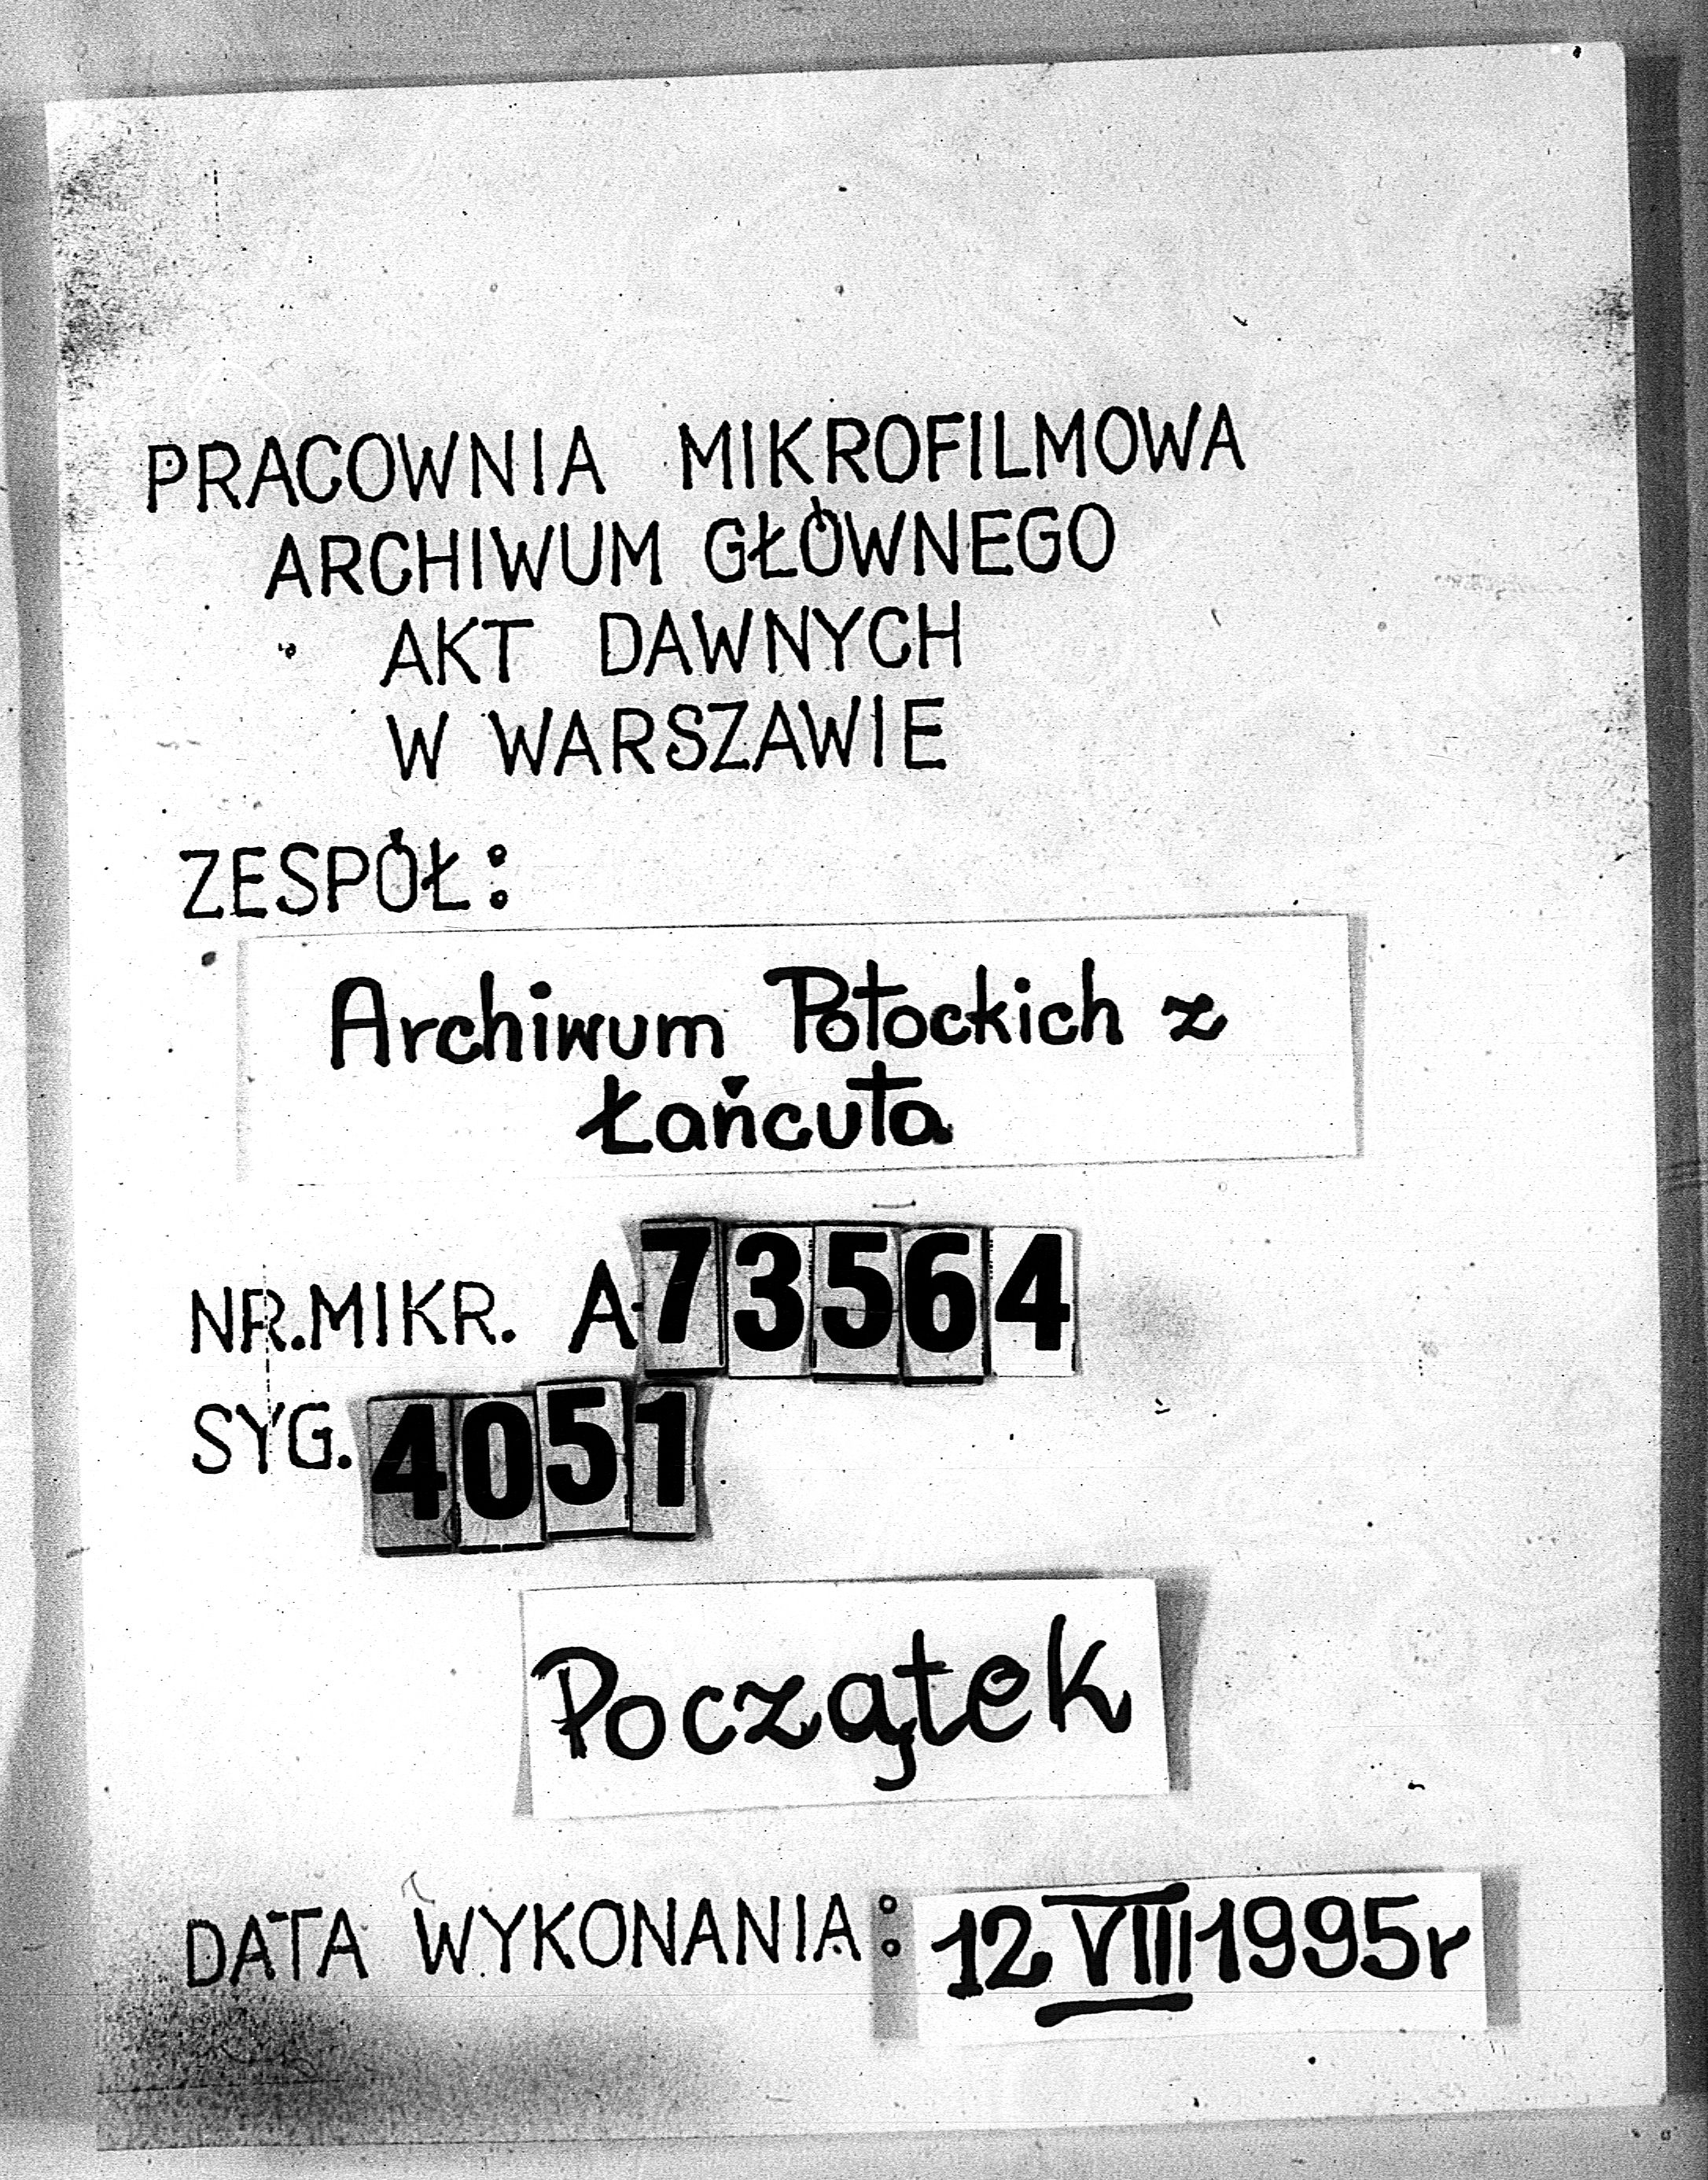 PRACOWNIA MIKROFILMOWA
ARCHIWUM GŁÓWNEGO
AKT DAWNYCH
W WARSZAWIE
ZESPÓŁ:
Archiwum Potockich z
Łańcuta
NR.MIKR. A-73564
SYG. 4051
Początek
DATA WYKONANIA: 12 VIII 1995r